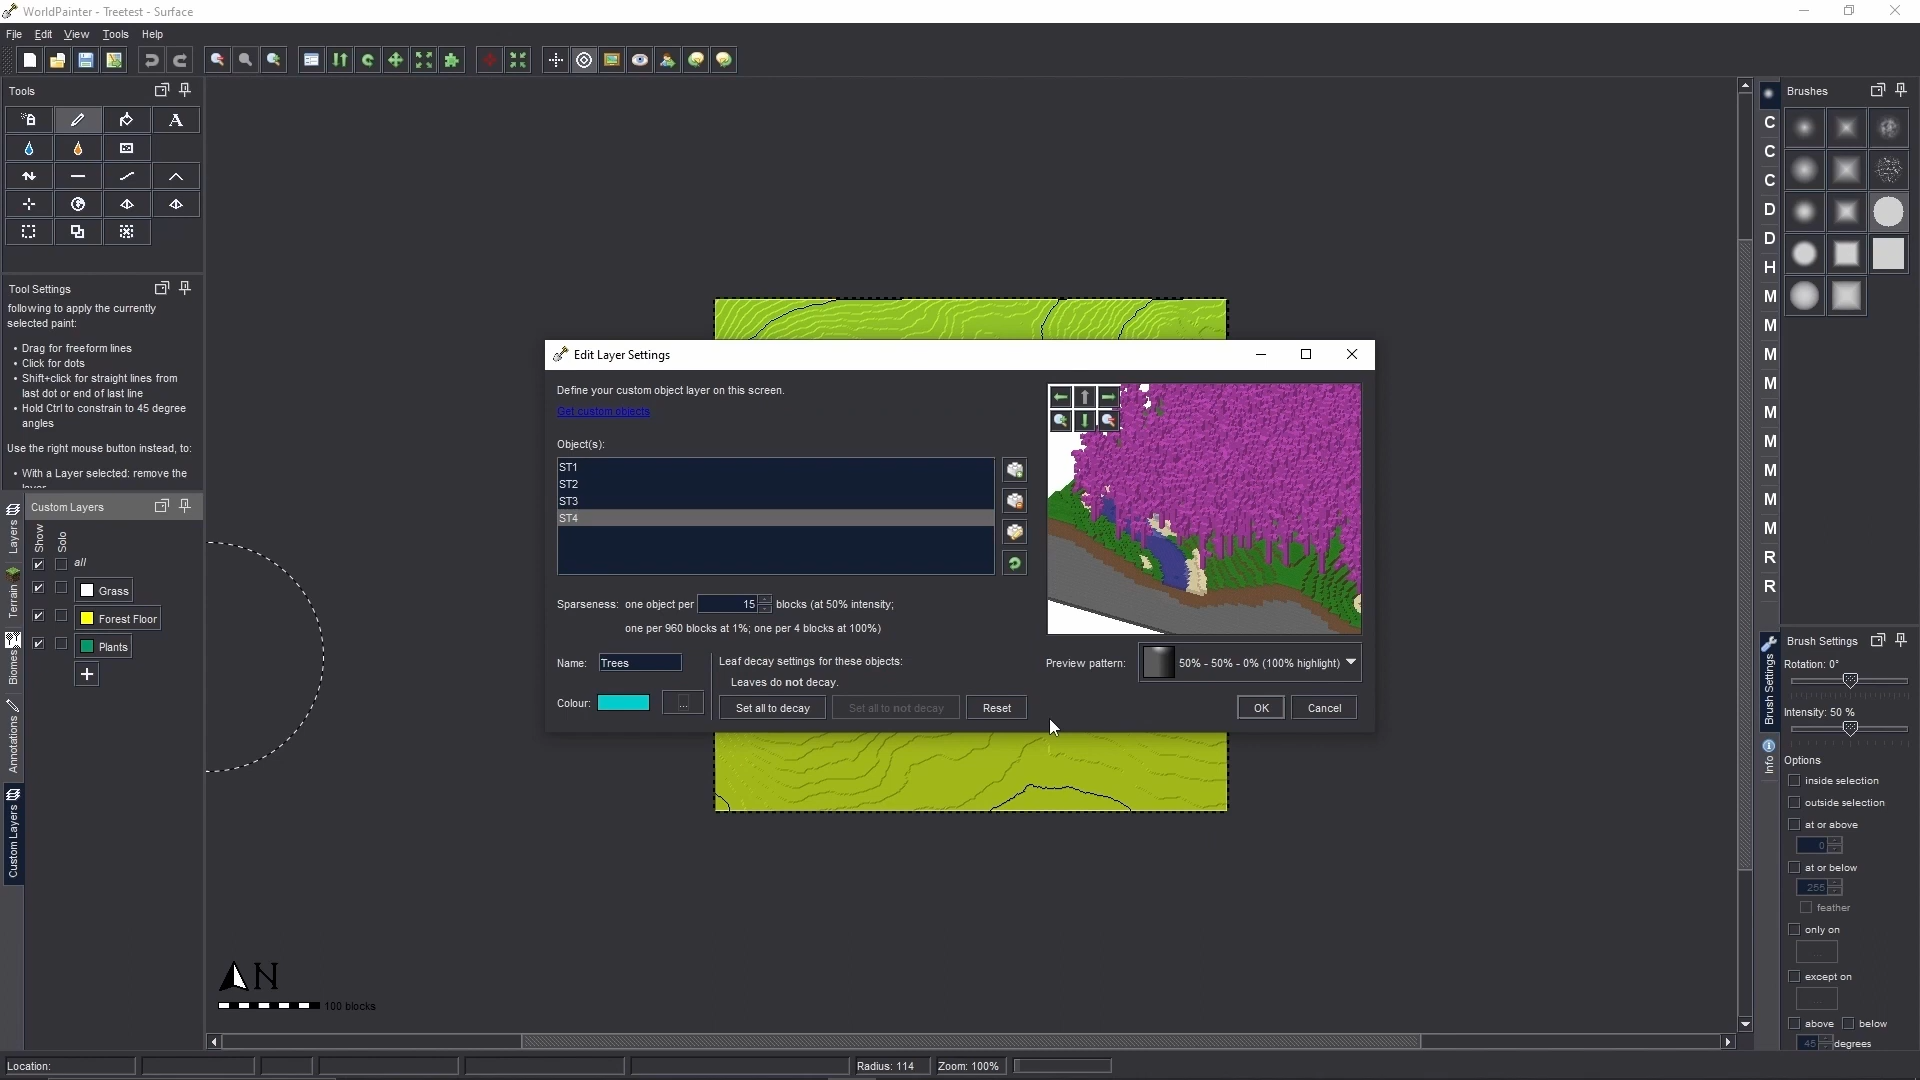 WorldPainter - Treetest - Surface
File Edit View Tools Help
Tools
A
Tool Settings
following to apply the currently
selected paint:
• Drag for freeform lines
• Click for dots
• Shift+click for straight lines from
last dot or end of last line
• Hold Ctrl to constrain to 45 degree
angles
Use the right mouse button instead, to:
• With a Layer selected: remove the
layer
Layers
Terrain
Biomes
Annotations
Custom Layers
Custom Layers
Show
Solo
all
Grass
Forest Floor
Plants
+
N
100 blocks
Edit Layer Settings
Define your custom object layer on this screen.
Get custom objects
Object(s):
ST1
ST2
ST3
ST4
Sparseness: one object per 15 blocks (at 50% intensity;
one per 960 blocks at 1%; one per 4 blocks at 100%)
Name: Trees
Colour: ...
Leaf decay settings for these objects:
Leaves do not decay.
Set all to decay
Set all to not decay
Reset
Preview pattern: 50% - 50% - 0% (100% highlight)
OK
Cancel
C
C
C
D
D
H
M
M
M
M
M
M
M
M
M
R
R
Brush Settings
Info
Brushes
Brush Settings
Rotation: 0°
Intensity: 50 %
Options
inside selection
outside selection
at or above
0
at or below
255
feather
only on
except on
above below
45 degrees
Location:
Radius: 114
Zoom: 100%